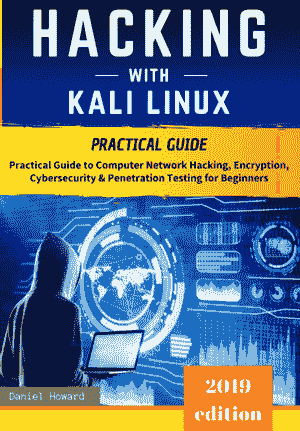 HACKING
WITH
KALI LINUX
PRACTICAL GUIDE
Practical Guide to Computer Network Hacking, Encryption,
Cybersecurity & Penetration Testing for Beginners
Daniel Howard
2019
edition